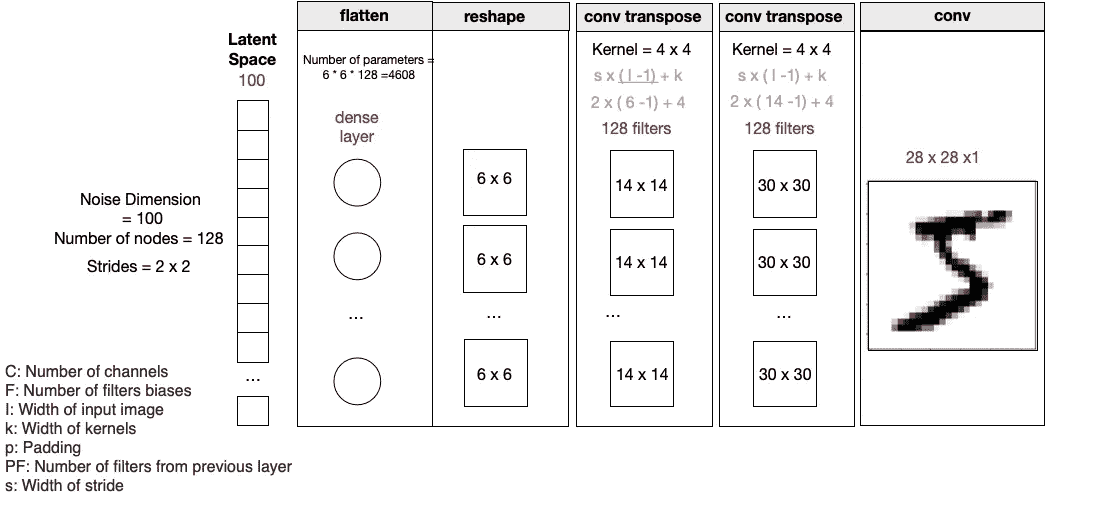 Latent
Space
100
Noise Dimension
= 100
Number of nodes = 128
Strides = 2 x 2
...
C: Number of channels
F: Number of filters biases
I: Width of input image
k: Width of kernels
p: Padding
PF: Number of filters from previous layer
s: Width of stride
flatten
Number of parameters =
6 * 6 * 128 =4608
dense
layer
...
reshape
6 x 6
6 x 6
...
6 x 6
conv transpose
Kernel = 4 x 4
s x ( I -1) + k
2 x ( 6 -1) + 4
128 filters
14 x 14
14 x 14
...
14 x 14
conv transpose
Kernel = 4 x 4
s x ( I -1) + k
2 x ( 14 -1) + 4
128 filters
30 x 30
30 x 30
...
30 x 30
conv
28 x 28 x1
5